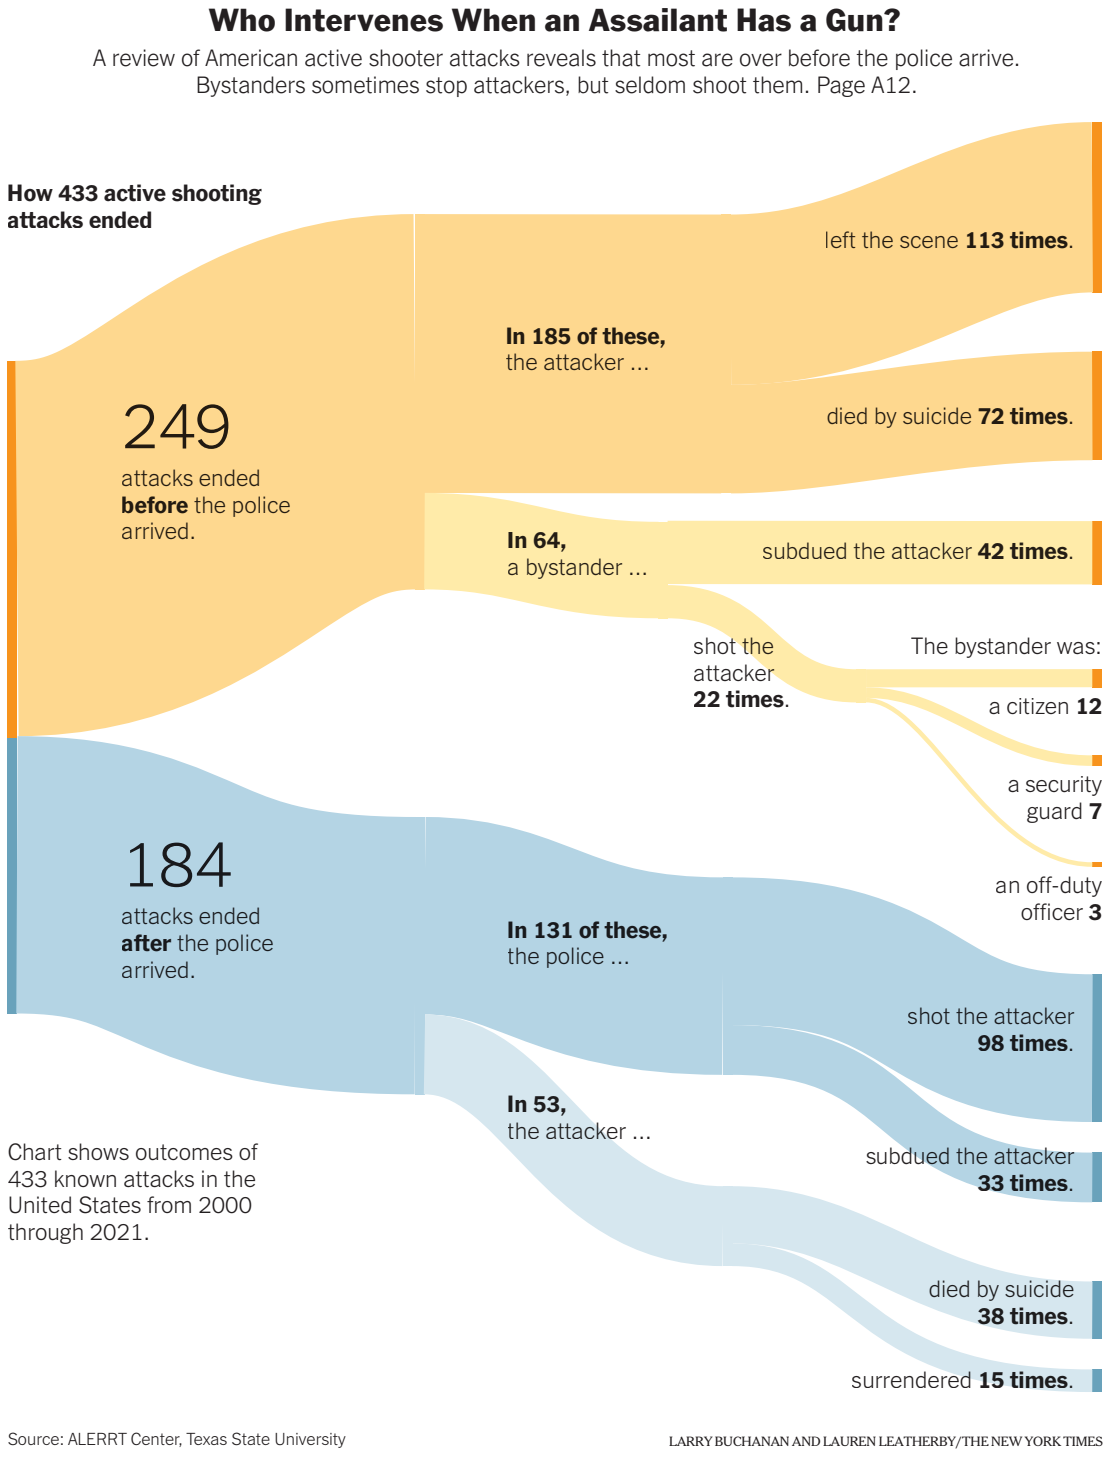 Who Intervenes When an Assailant Has a Gun?
A review of American active shooter attacks reveals that most are over before the police arrive.
Bystanders sometimes stop attackers, but seldom shoot them. Page A12.
How 433 active shooting
attacks ended
left the scene 113 times.
In 185 of these,
the attacker ...
249
attacks ended
before the police
arrived.
died by suicide 72 times.
In 64,
a bystander ...
subdued the attacker 42 times.
shot the
attacker
22 times.
The bystander was:
a citizen 12
a security
guard 7
an off-duty
officer 3
184
attacks ended
after the police
arrived.
In 131 of these,
the police ...
shot the attacker
98 times.
In 53,
the attacker ...
subdued the attacker
33 times.
Chart shows outcomes of
433 known attacks in the
United States from 2000
through 2021.
died by suicide
38 times.
surrendered 15 times.
Source: ALERRT Center, Texas State University
LARRY BUCHANAN AND LAUREN LEATHERBY/THE NEW YORK TIMES